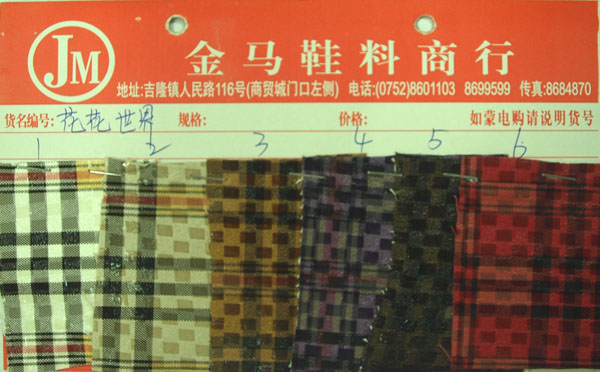 JM
金马鞋料商行
地址:吉隆镇人民路116号(商贸城门口左侧) 电话:(0752)8601103 8699599 传真:8684870
货名编号: 花花世界 规格: 价格: 如蒙电购请说明货号
1 2 3 4 5 6